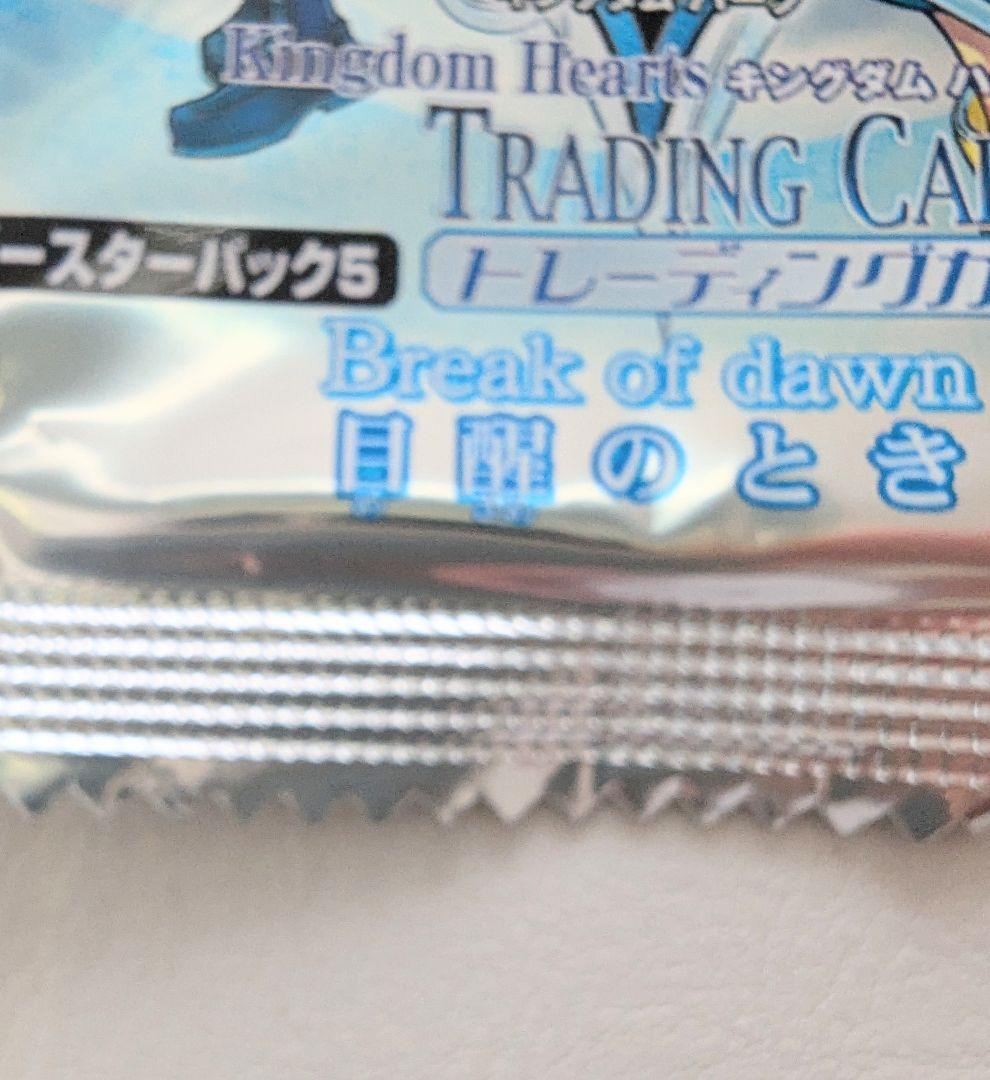 Kingdom Hearts キングダム ハ
TRADING CA
ースターパック5
トレーディングカ
Break of dawn
目醒のとき